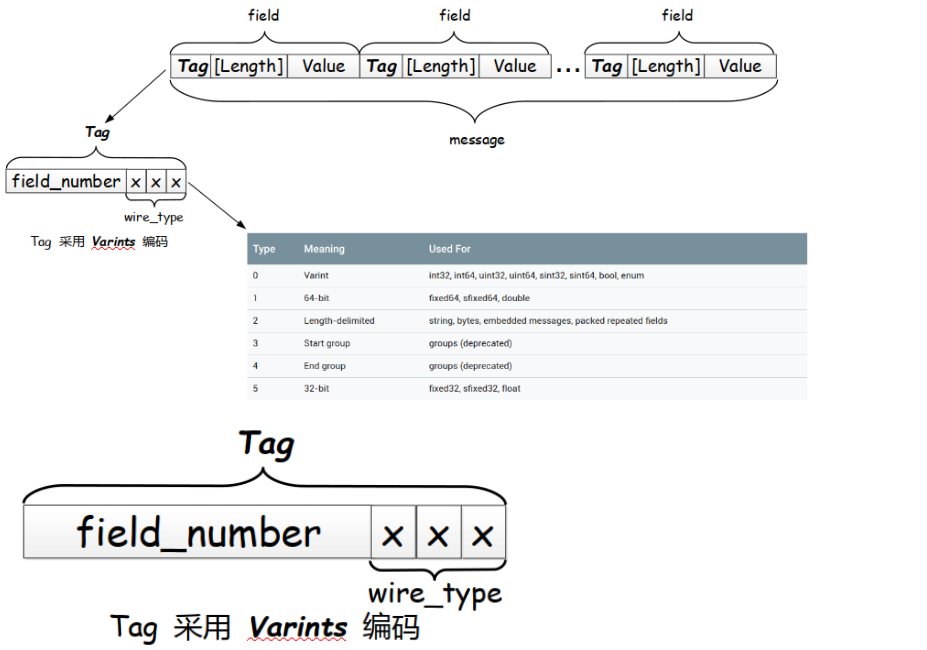 field field field
Tag [Length] Value Tag [Length] Value ... Tag [Length] Value
message
Tag
field_number x x x
wire_type
Tag 采用 Varints 编码
Type Meaning Used For
0 Varint int32, int64, uint32, uint64, sint32, sint64, bool, enum
1 64-bit fixed64, sfixed64, double
2 Length-delimited string, bytes, embedded messages, packed repeated fields
3 Start group groups (deprecated)
4 End group groups (deprecated)
5 32-bit fixed32, sfixed32, float
Tag
field_number x x x
wire_type
Tag 采用 Varints 编码